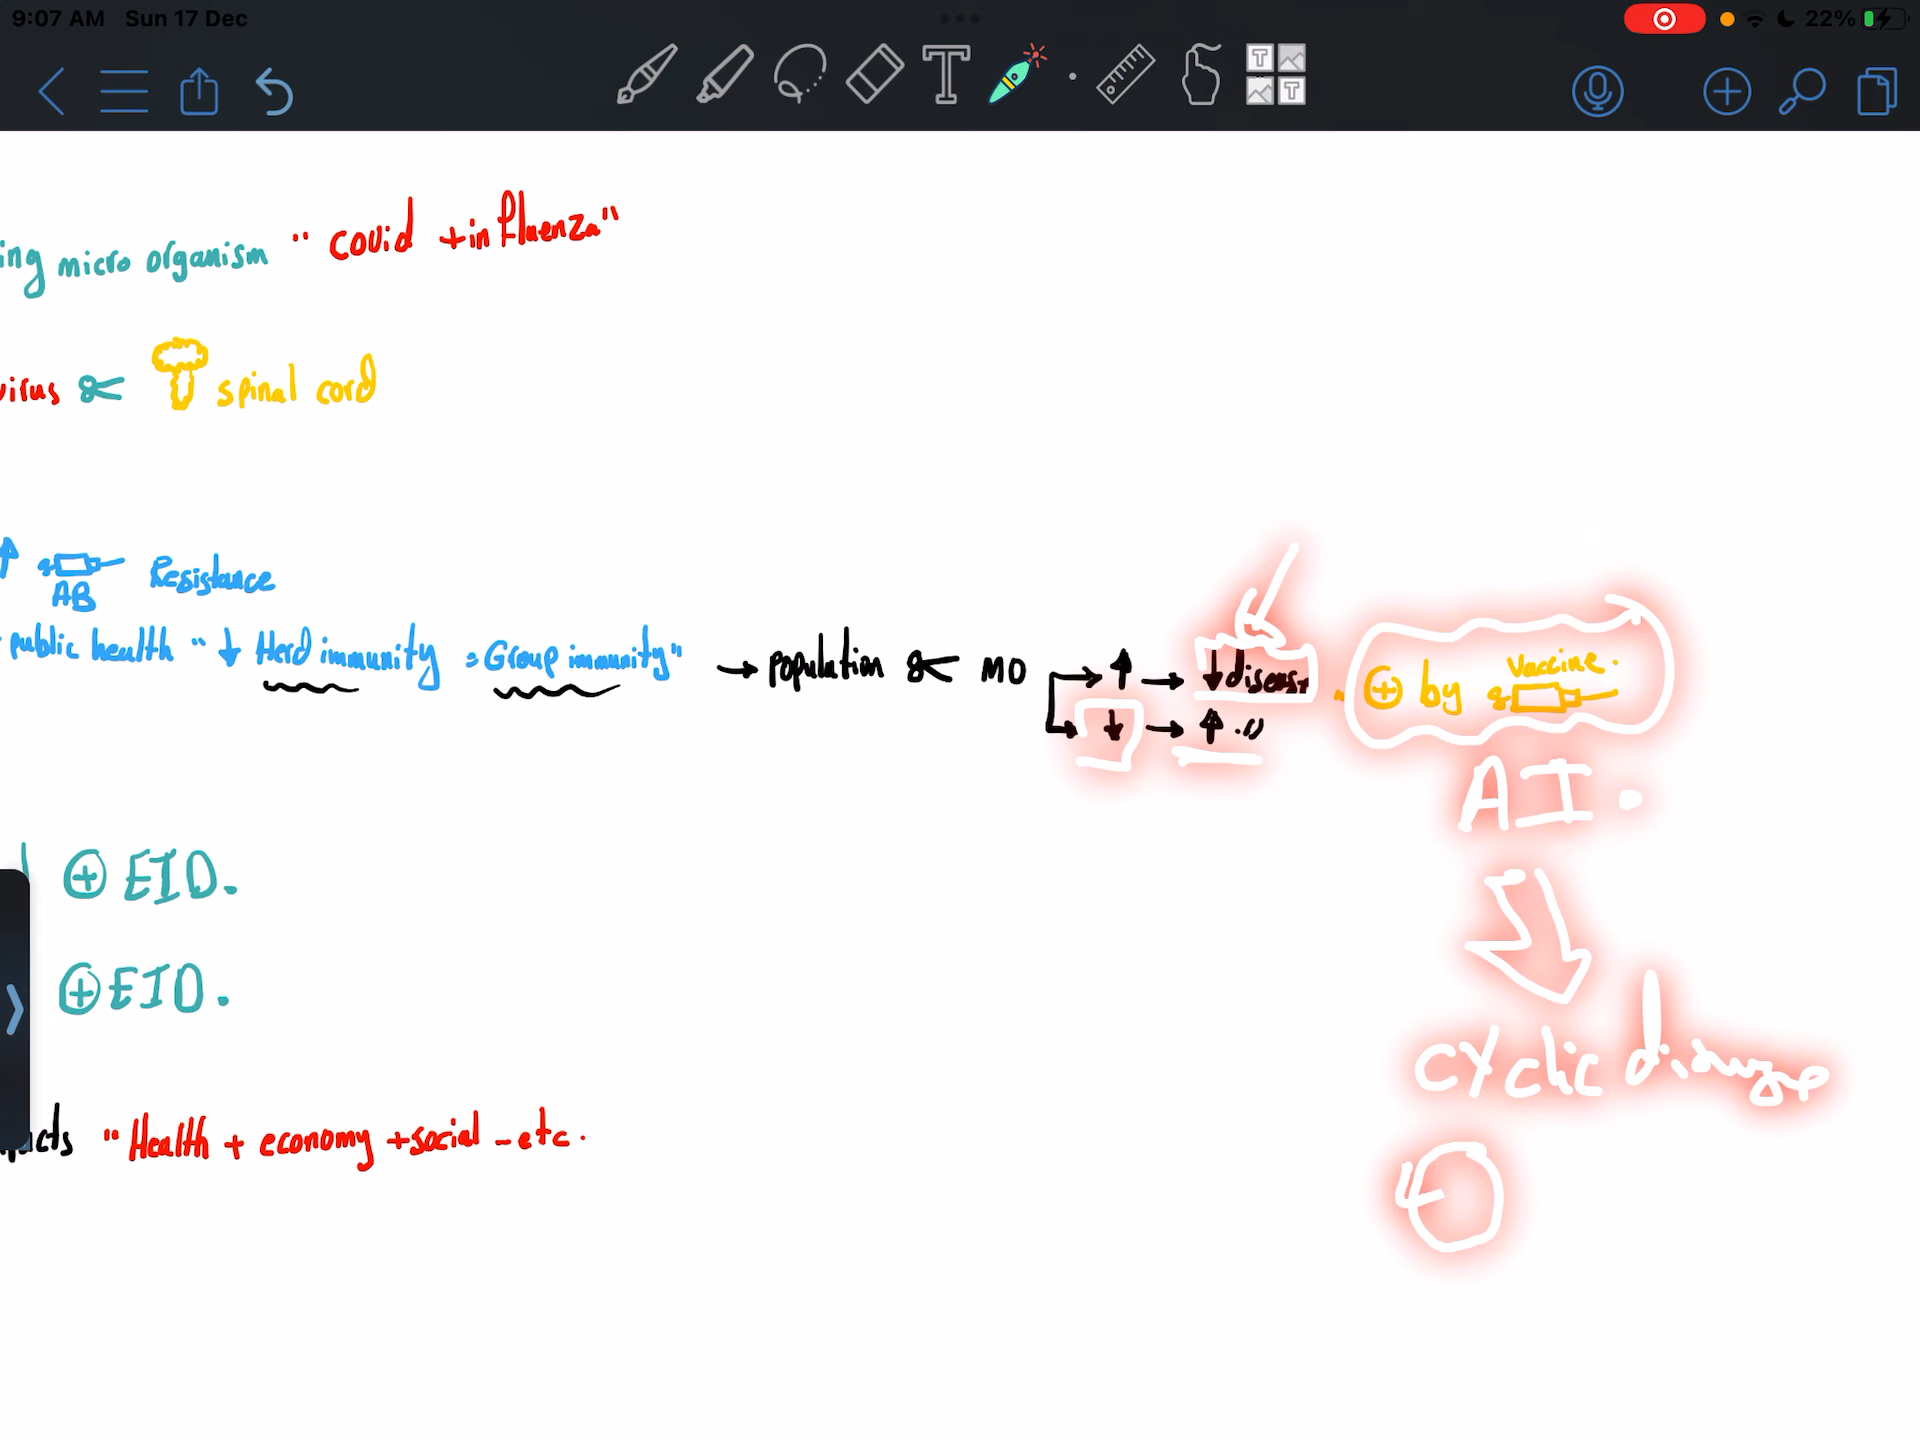 9:07 AM Sun 17 Dec
22%
T
T
T
ing micro organism " covid + influenza"
virus spinal cord
↑ AB Resistance
public health " ↓ Herd immunity = Group immunity" → population MO → ↑ → ↓ disease ⊕ by Vaccine.
↓ → ↑ .()
AI.
⊕ EID.
⊕ EID.
cyclic
acts " Health + economy + social - etc.